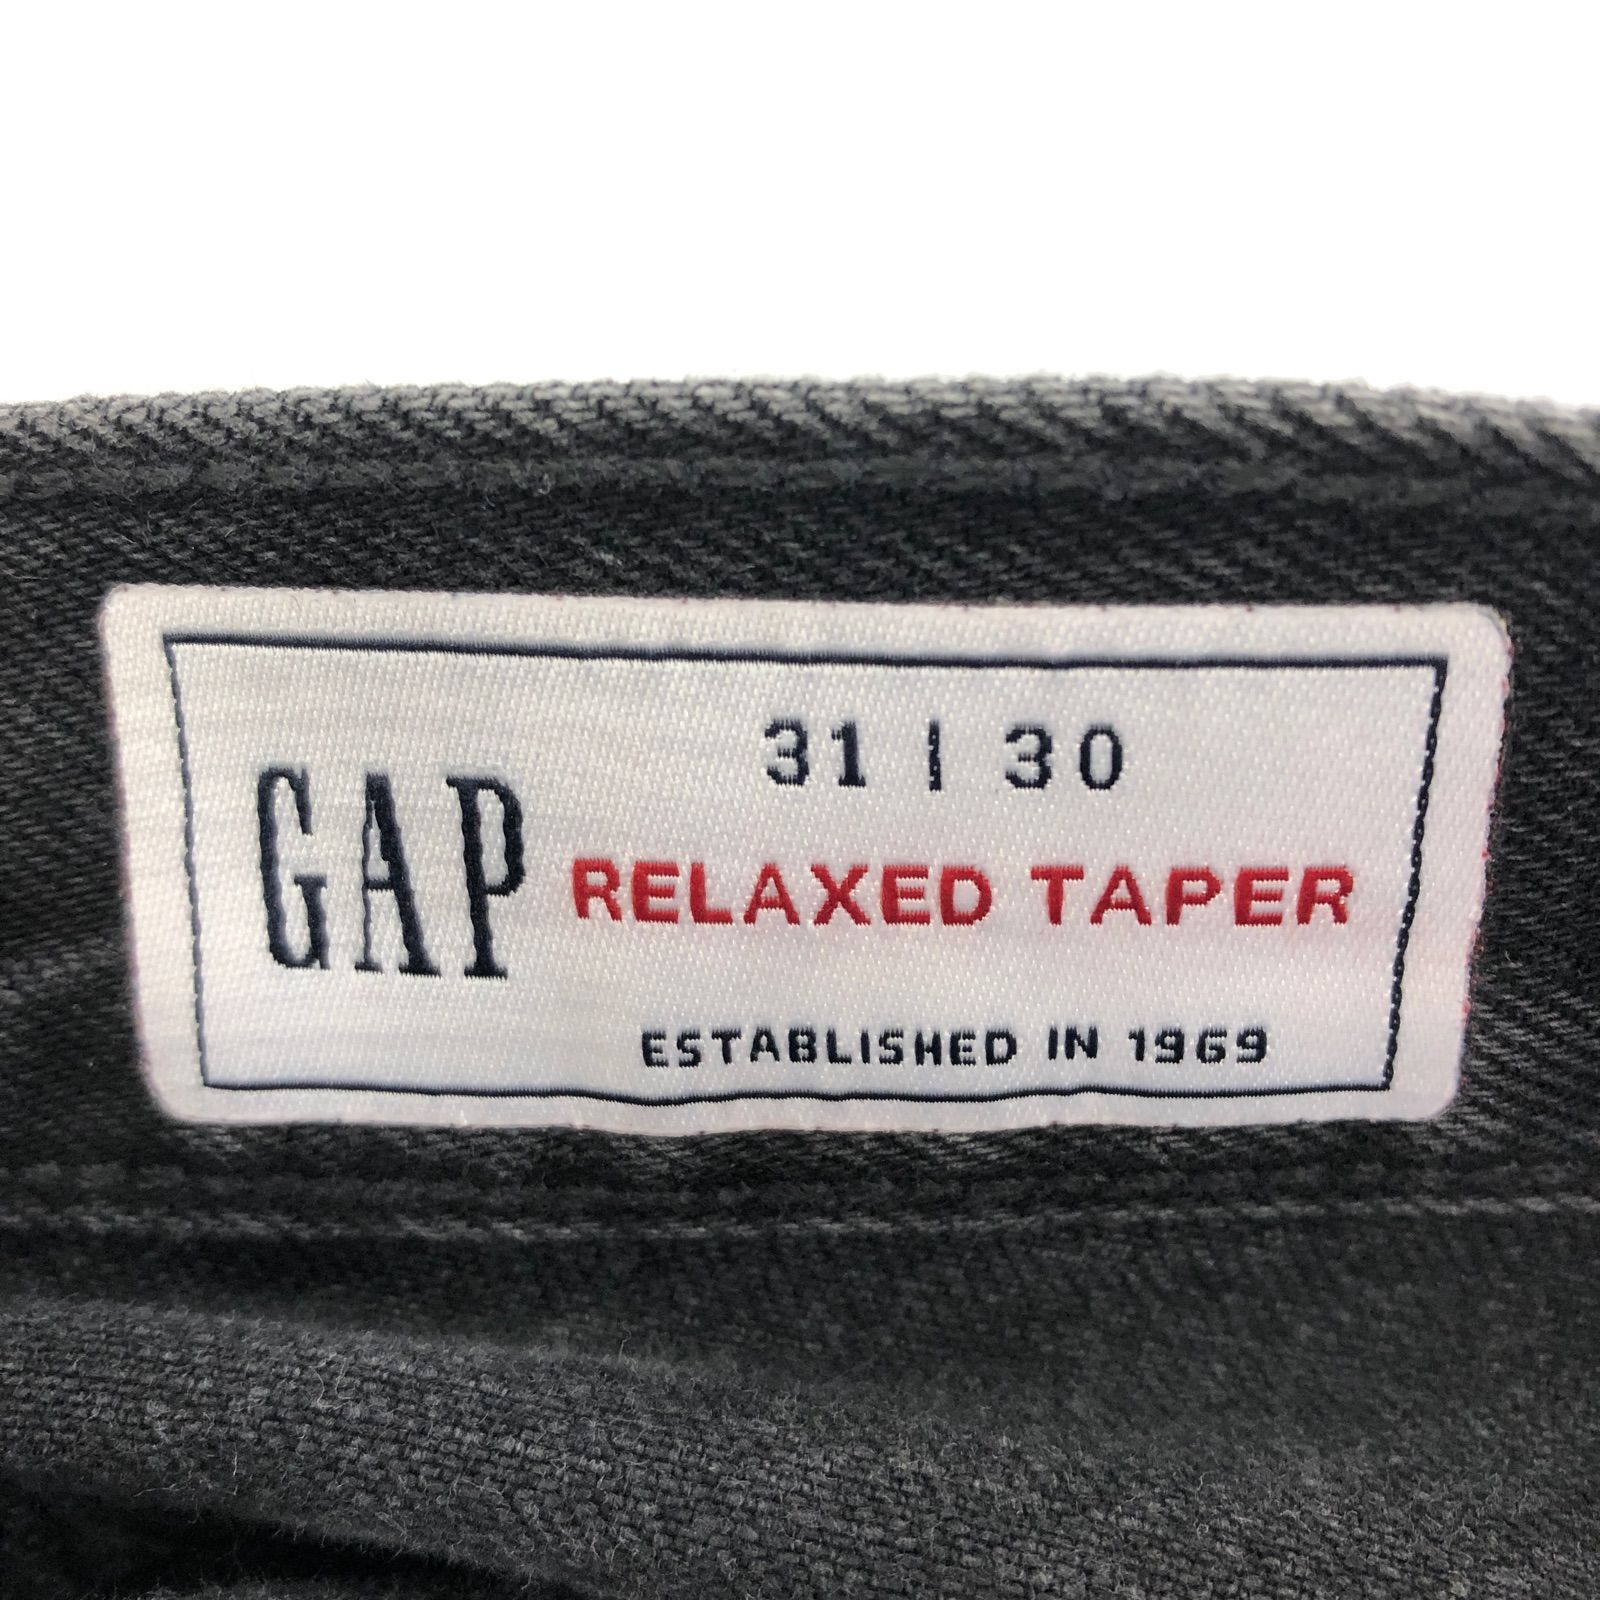 GAP
31 | 30
RELAXED TAPER
ESTABLISHED IN 1969